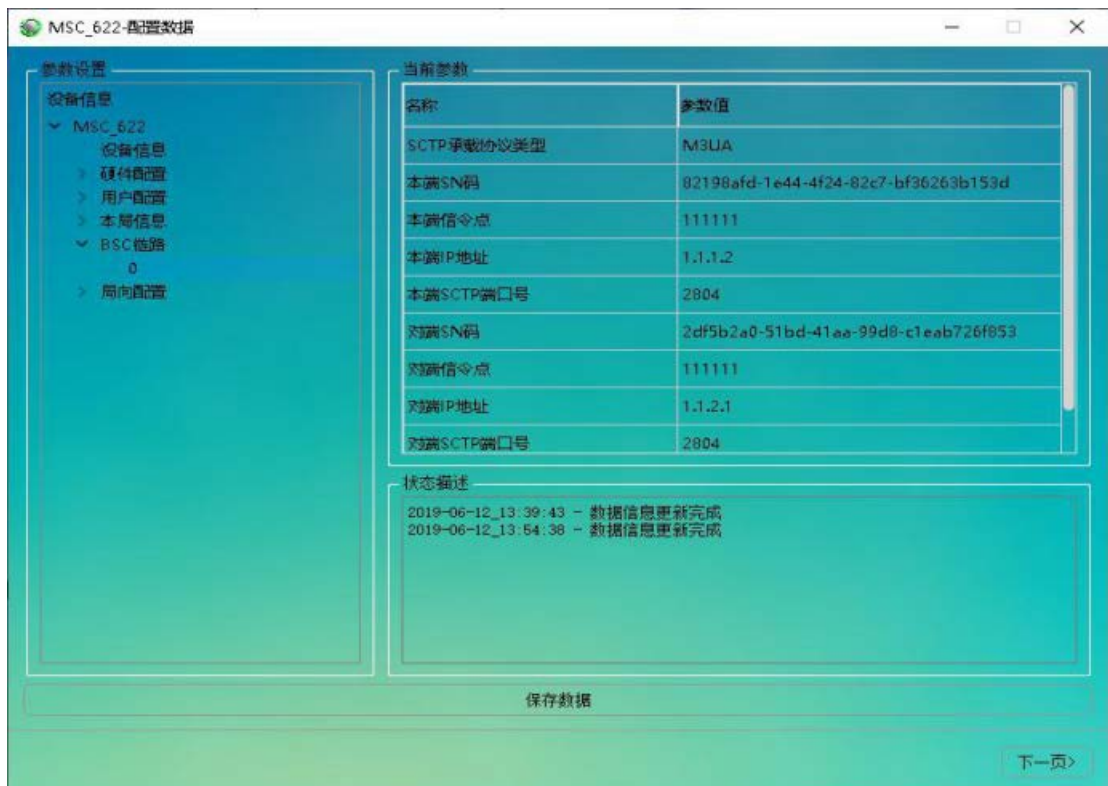 MSC_622-配置数据
参数设置
设备信息
MSC_622
设备信息
硬件配置
用户配置
本局信息
BSC链路
0
局向配置
当前参数
名称 参数值
SCTP承载协议类型 M3UA
本端SN码 82198afd-1e44-4f24-82c7-bf36263b153d
本端信令点 111111
本端IP地址 1.1.1.2
本端SCTP端口号 2804
对端SN码 2df5b2a0-51bd-41aa-99d8-c1eab726f853
对端信令点 111111
对端IP地址 1.1.2.1
对端SCTP端口号 2804
状态描述
2019-06-12_13:39:43 - 数据信息更新完成
2019-06-12_13:54:38 - 数据信息更新完成
保存数据
下一页>